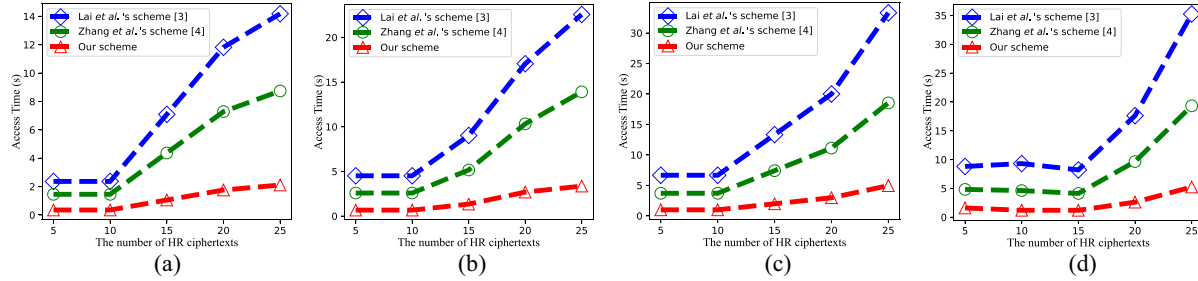 14
12
10
8
6
4
2
0
Access Time (s)
Lai et al.'s scheme [3]
Zhang et al.'s scheme [4]
Our scheme
5 10 15 20 25
The number of HR ciphertexts
(a)
20
15
10
5
0
Access Time (s)
Lai et al.'s scheme [3]
Zhang et al.'s scheme [4]
Our scheme
5 10 15 20 25
The number of HR ciphertexts
(b)
30
25
20
15
10
5
0
Access Time (s)
Lai et al.'s scheme [3]
Zhang et al.'s scheme [4]
Our scheme
5 10 15 20 25
The number of HR ciphertexts
(c)
35
30
25
20
15
10
5
0
Access Time (s)
Lai et al.'s scheme [3]
Zhang et al.'s scheme [4]
Our scheme
5 10 15 20 25
The number of HR ciphertexts
(d)